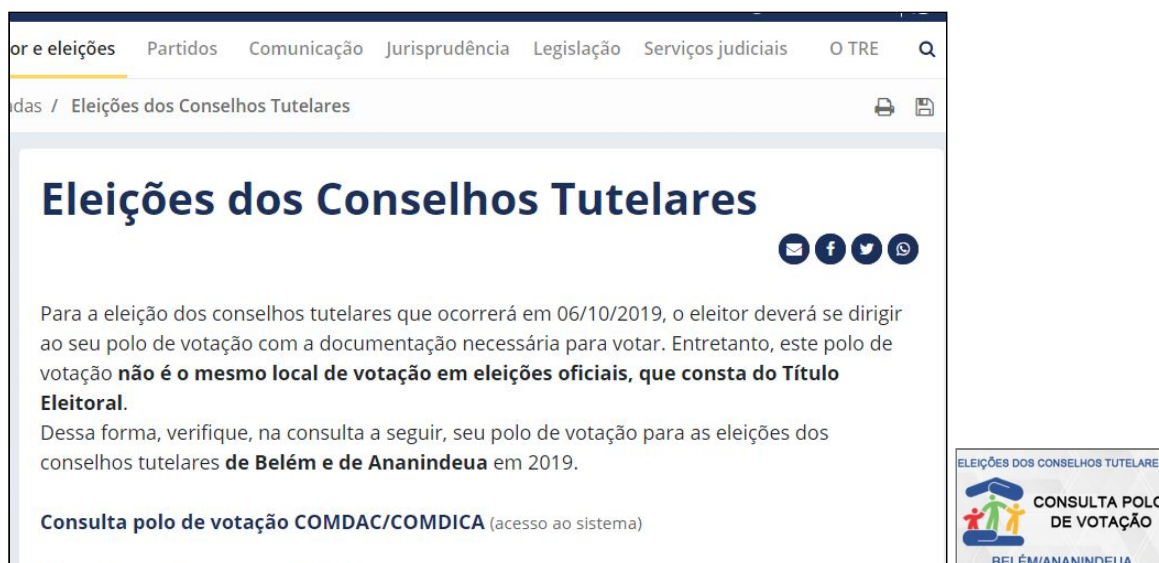 or e eleições Partidos Comunicação Jurisprudência Legislação Serviços judiciais O TRE
adas / Eleições dos Conselhos Tutelares
Eleições dos Conselhos Tutelares
Para a eleição dos conselhos tutelares que ocorrerá em 06/10/2019, o eleitor deverá se dirigir
ao seu polo de votação com a documentação necessária para votar. Entretanto, este polo de
votação não é o mesmo local de votação em eleições oficiais, que consta do Título
Eleitoral.
Dessa forma, verifique, na consulta a seguir, seu polo de votação para as eleições dos
conselhos tutelares de Belém e de Ananindeua em 2019.
Consulta polo de votação COMDAC/COMDICA (acesso ao sistema)
ELEIÇÕES DOS CONSELHOS TUTELARE
CONSULTA POLO
DE VOTAÇÃO
BELÉM/ANANINDEUA